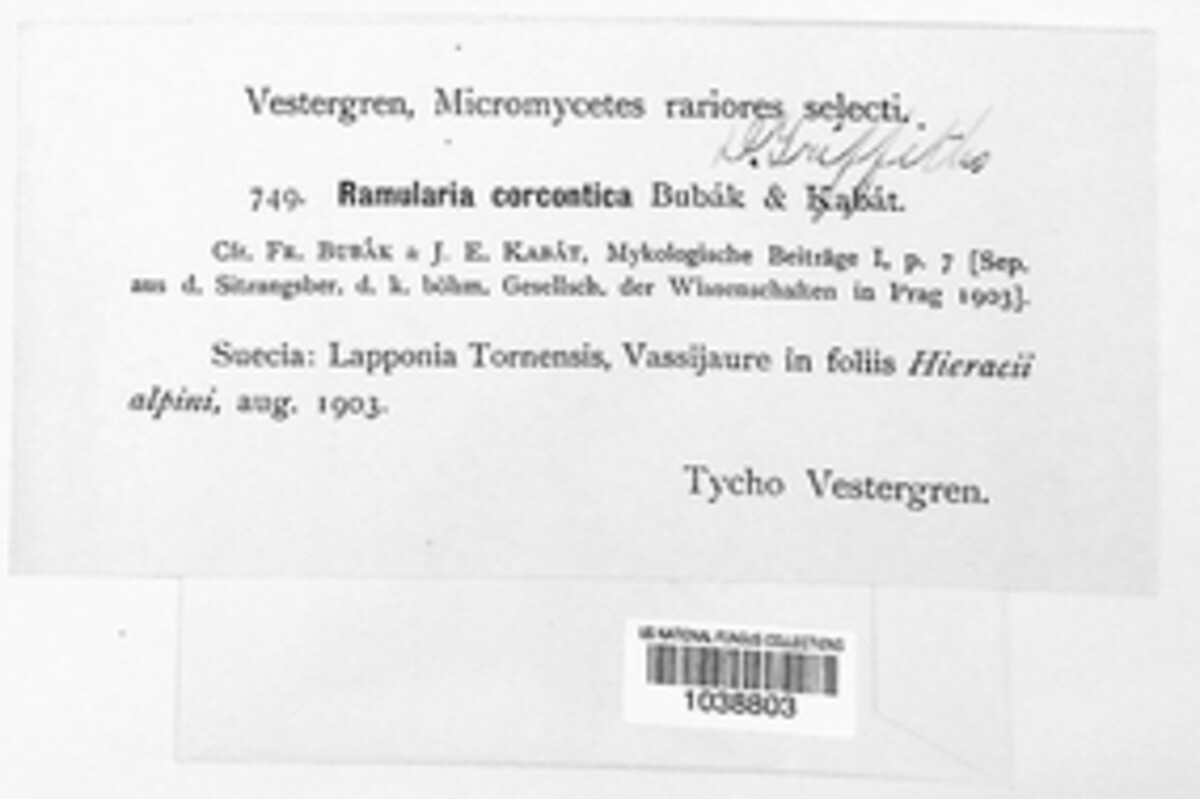 Vestergren, Micromycetes rariores selecti.
D. Griffiths
749. Ramularia corcontica Bubák & Kabát.
Cfr. FR. BUBÁK & J. E. KABÁT, Mykologische Beiträge I, p. 7 [Sep.
aus d. Sitzungsber. d. k. böhm. Gesellsch. der Wissenschaften in Prag 1903].
Suecia: Lapponia Tornensis, Vassijaure in foliis Hieracii
alpini, aug. 1903.
Tycho Vestergren.
US NATIONAL FUNGUS COLLECTIONS
1038803